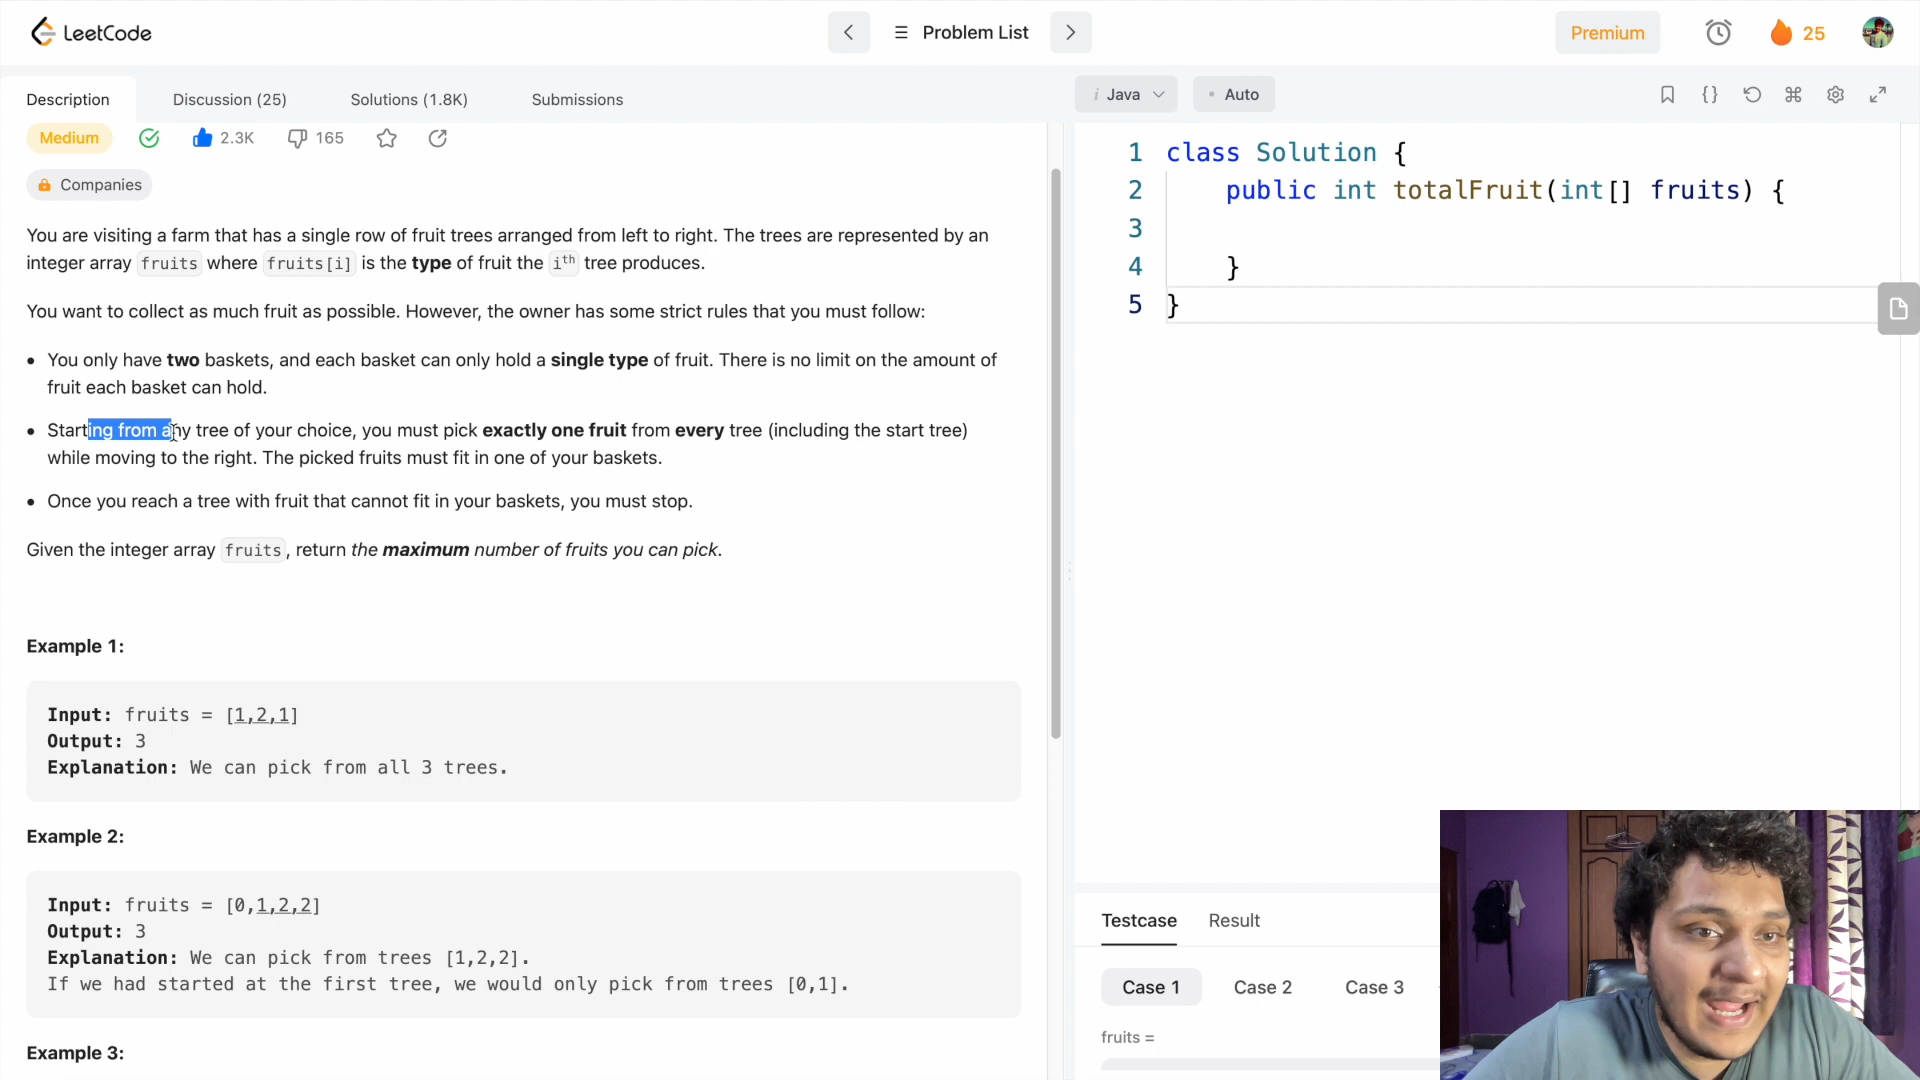 LeetCode
Problem List
Premium
25
Description
Discussion (25)
Solutions (1.8K)
Submissions
Medium
2.3K
165
Companies
You are visiting a farm that has a single row of fruit trees arranged from left to right. The trees are represented by an
integer array fruits where fruits[i] is the type of fruit the ith tree produces.
You want to collect as much fruit as possible. However, the owner has some strict rules that you must follow:
• You only have two baskets, and each basket can only hold a single type of fruit. There is no limit on the amount of
fruit each basket can hold.
• Starting from any tree of your choice, you must pick exactly one fruit from every tree (including the start tree)
while moving to the right. The picked fruits must fit in one of your baskets.
• Once you reach a tree with fruit that cannot fit in your baskets, you must stop.
Given the integer array fruits, return the maximum number of fruits you can pick.
Example 1:
Input: fruits = [1,2,1]
Output: 3
Explanation: We can pick from all 3 trees.
Example 2:
Input: fruits = [0,1,2,2]
Output: 3
Explanation: We can pick from trees [1,2,2].
If we had started at the first tree, we would only pick from trees [0,1].
Example 3:
i Java
• Auto
{}
1 class Solution {
2 public int totalFruit(int[] fruits) {
3
4 }
5 }
Testcase
Result
Case 1
Case 2
Case 3
fruits =